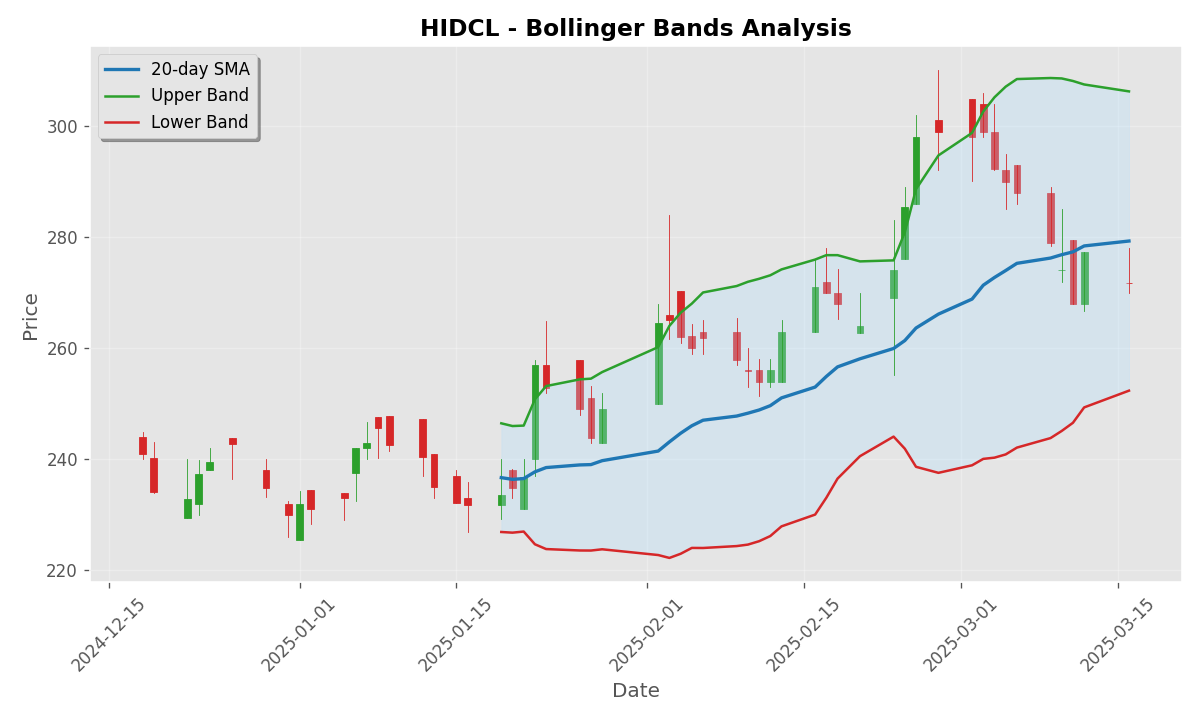 HIDCL - Bollinger Bands Analysis
20-day SMA
Upper Band
Lower Band
Price
300
280
260
240
220
2024-12-15
2025-01-01
2025-01-15
2025-02-01
2025-02-15
2025-03-01
2025-03-15
Date